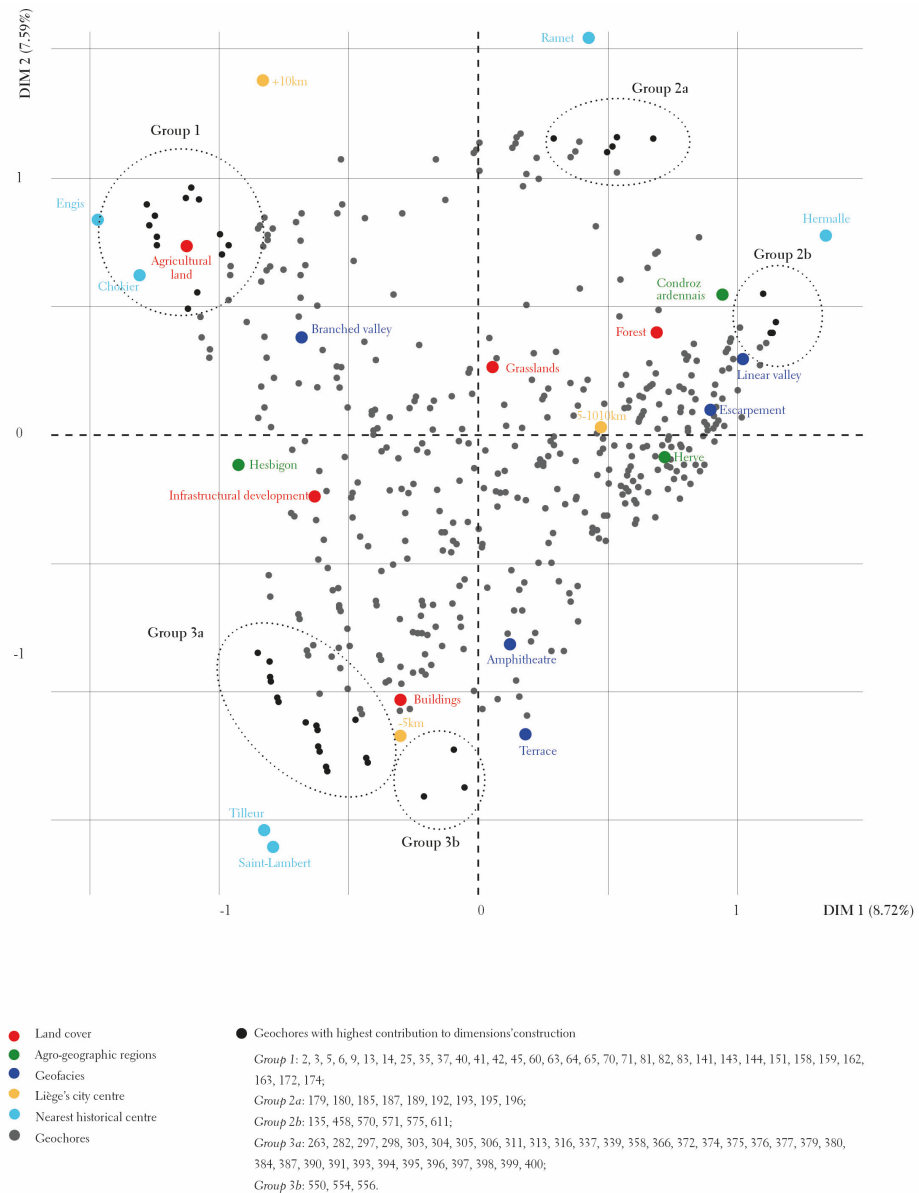 DIM 2 (7.59%)
Ramet
+10km
Group 2a
Group 1
1
Engis
Hermalle
Agricultural
land
Group 2b
Chokier
Condroz
ardennais
Branched valley
Forest
Grasslands
Linear valley
5-1010km
Escarpement
0
Hesbigon
Herve
Infrastructural development
Group 3a
-1
Amphitheatre
Buildings
-5km
Terrace
Tilleur
Group 3b
Saint-Lambert
-1
0
1
DIM 1 (8.72%)
Land cover
Agro-geographic regions
Geofacies
Liège's city centre
Nearest historical centre
Geochores
Geochores with highest contribution to dimensions'construction
Group 1: 2, 3, 5, 6, 9, 13, 14, 25, 35, 37, 40, 41, 42, 45, 60, 63, 64, 65, 70, 71, 81, 82, 83, 141, 143, 144, 151, 158, 159, 162,
163, 172, 174;
Group 2a: 179, 180, 185, 187, 189, 192, 193, 195, 196;
Group 2b: 135, 458, 570, 571, 575, 611;
Group 3a: 263, 282, 297, 298, 303, 304, 305, 306, 311, 313, 316, 337, 339, 358, 366, 372, 374, 375, 376, 377, 379, 380,
384, 387, 390, 391, 393, 394, 395, 396, 397, 398, 399, 400;
Group 3b: 550, 554, 556.